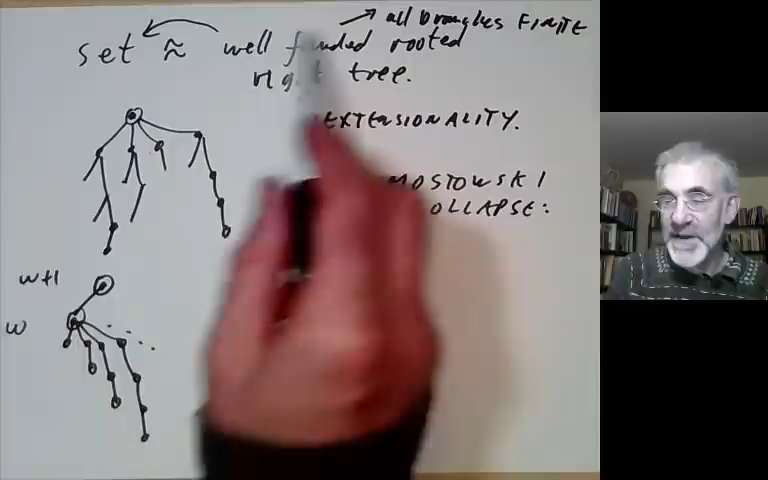 all branches FINITE
set ≈ well founded rooted
tree.
EXTENSIONALITY.
MOSTOWSKI
OLLAPSE:
w+1
w